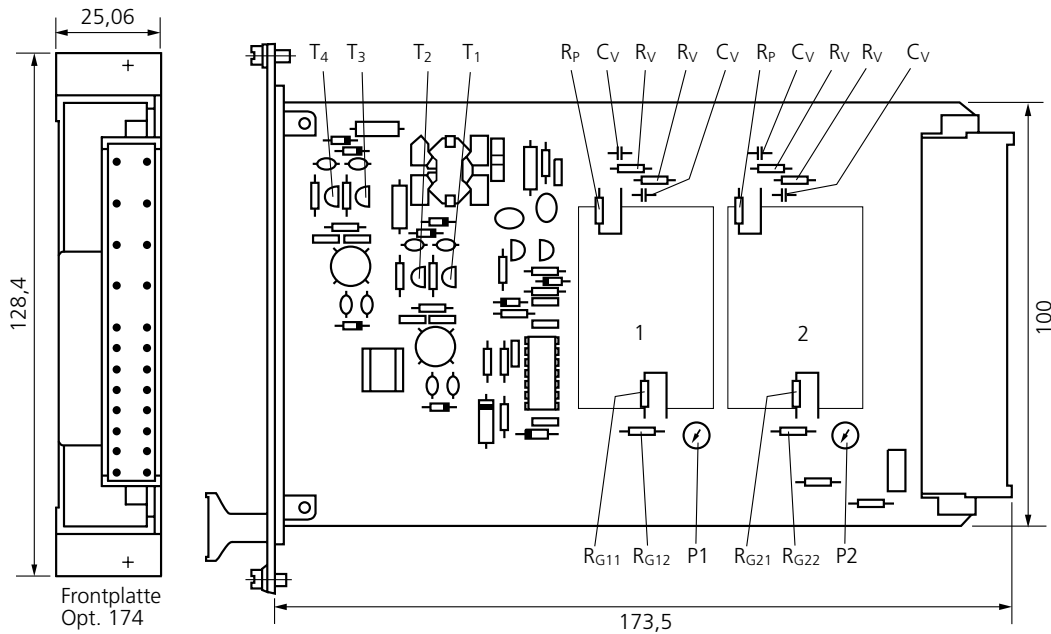 25,06
T4 T3 T2 T1 RP CV RV RV CV RP CV RV RV CV
128,4
100
1 2
RG11 RG12 P1 RG21 RG22 P2
Frontplatte
Opt. 174
173,5